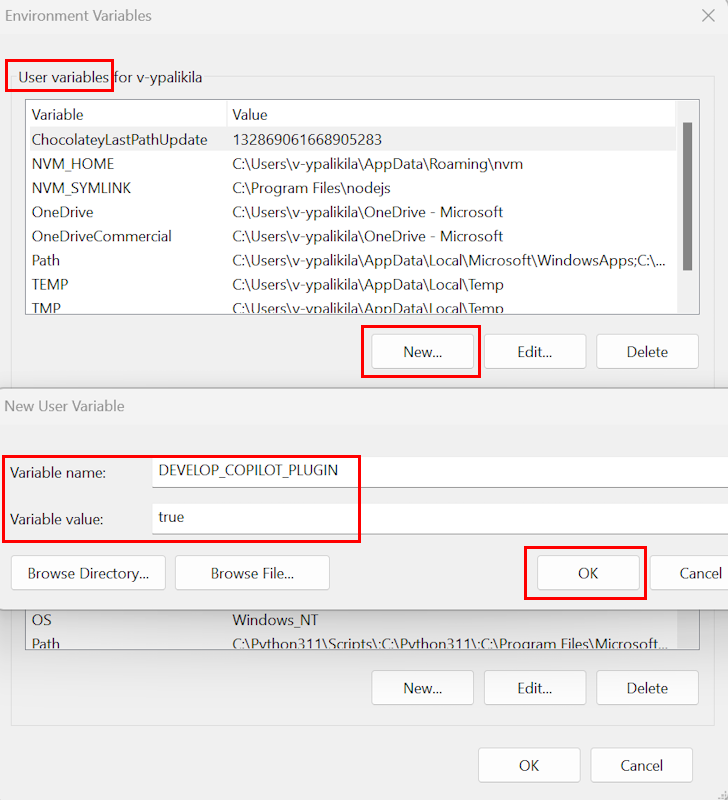 Environment Variables
User variables for v-ypalikila
Variable Value
ChocolateyLastPathUpdate 132869061668905283
NVM_HOME C:\Users\v-ypalikila\AppData\Roaming\nvm
NVM_SYMLINK C:\Program Files\nodejs
OneDrive C:\Users\v-ypalikila\OneDrive - Microsoft
OneDriveCommercial C:\Users\v-ypalikila\OneDrive - Microsoft
Path C:\Users\v-ypalikila\AppData\Local\Microsoft\WindowsApps;C:\...
TEMP C:\Users\v-ypalikila\AppData\Local\Temp
TMP C:\Users\v-ypalikila\AppData\Local\Temp
New... Edit... Delete
New User Variable
Variable name: DEVELOP_COPILOT_PLUGIN
Variable value: true
Browse Directory... Browse File... OK Cancel
OS Windows_NT
Path C:\Python311\Scripts\;C:\Python311\;C:\Program Files\Microsoft...
New... Edit... Delete
OK Cancel